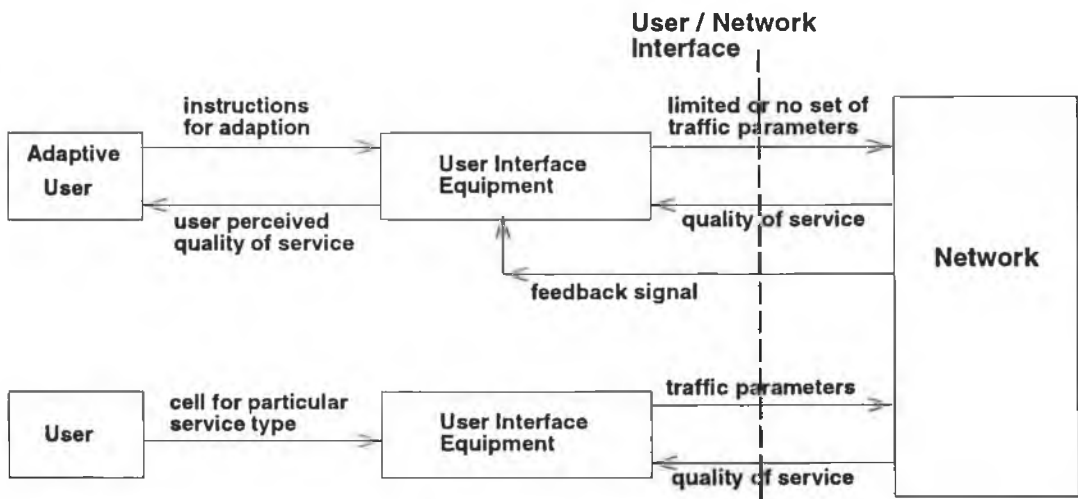 User / Network
Interface
instructions
for adaption
limited or no set of
traffic parameters
Adaptive
User
User Interface
Equipment
user perceived
quality of service
quality of service
Network
feedback signal
traffic parameters
cell for particular
service type
User
User Interface
Equipment
quality of service